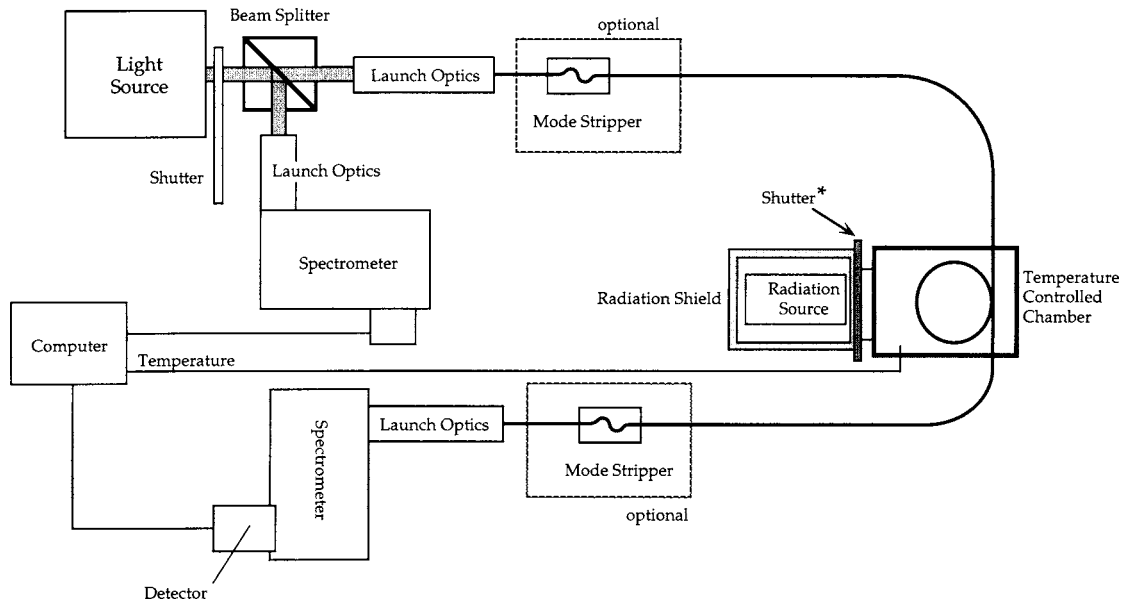 Beam Splitter
optional
Light
Source
Launch Optics
Mode Stripper
Shutter
Launch Optics
Shutter*
Spectrometer
Radiation Shield
Radiation
Source
Temperature
Controlled
Chamber
Computer
Temperature
Launch Optics
Spectrometer
Mode Stripper
optional
Detector